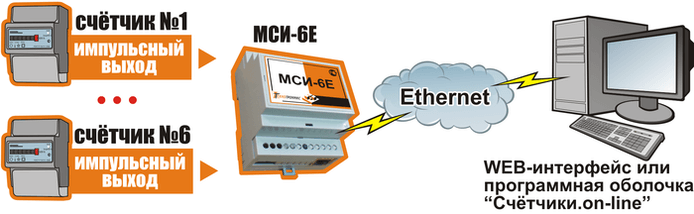 счётчик №1
импульсный
выход
счётчик №6
импульсный
выход
МСИ-6Е
МСИ-6Е
Ethernet
WEB-интерфейс или
программная оболочка
“Счётчики.on-line”